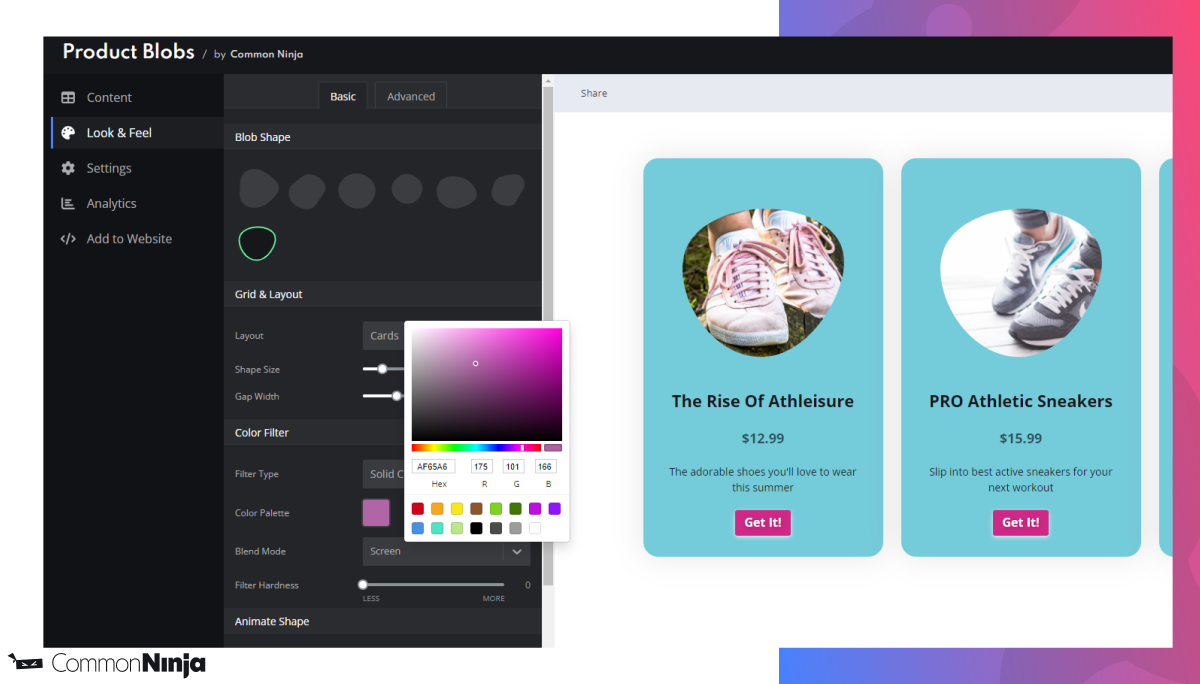 Product Blobs / by Common Ninja
Content
Look & Feel
Settings
Analytics
Add to Website
Basic
Advanced
Blob Shape
Grid & Layout
Layout
Cards
Shape Size
Gap Width
Color Filter
Filter Type
Solid C
Color Palette
Blend Mode
Screen
Filter Hardness
0
LESS
MORE
Animate Shape
AF65A6
175
101
166
Hex
R
G
B
Share
The Rise Of Athleisure
$12.99
The adorable shoes you'll love to wear
this summer
Get It!
PRO Athletic Sneakers
$15.99
Slip into best active sneakers for your
next workout
Get It!
CommonNinja